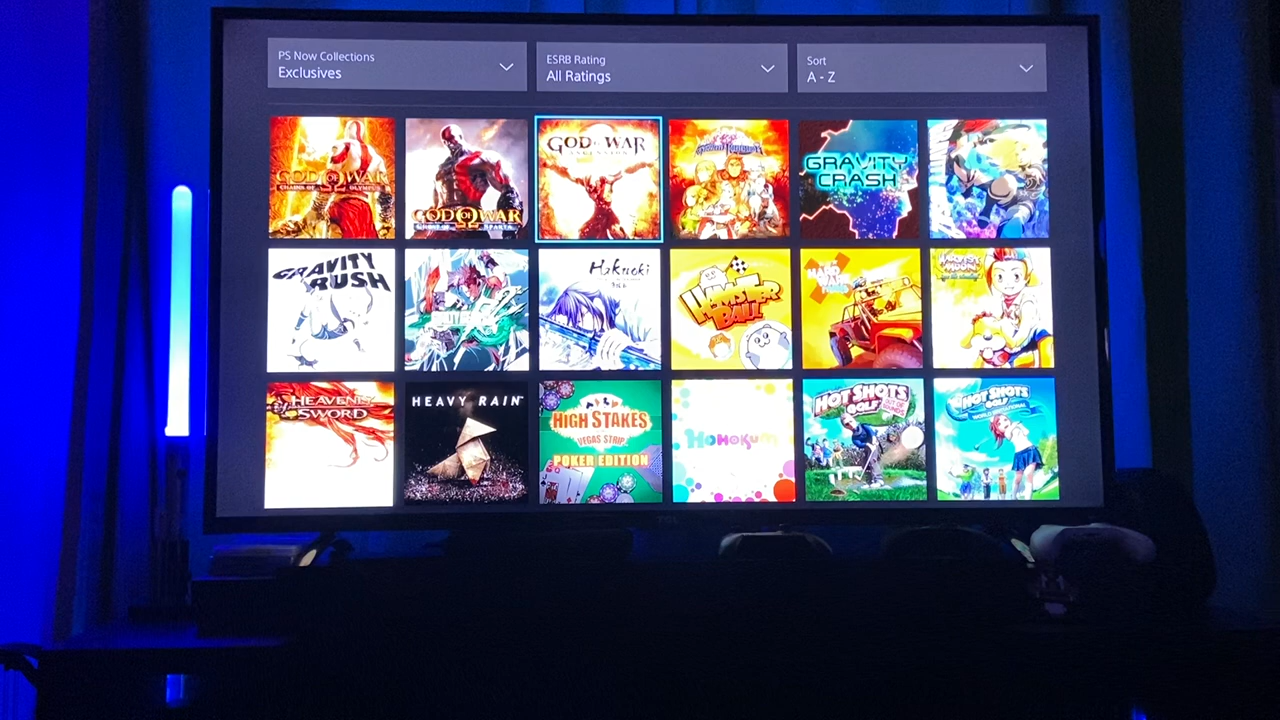 PS Now Collections
Exclusives
ESRB Rating
All Ratings
Sort
A - Z
GOD OF WAR
CHAINS OF OLYMPUS
GOD OF WAR
GHOST OF SPARTA
GOD OF WAR
ASCENSION
GRAVITY
CRASH
GRAVITY
RUSH
Hakuoki
HAMSTER
BALL
HARD
HEAVENLY
SWORD
HEAVY RAIN
HIGH STAKES
VEGAS STRIP
POKER EDITION
HOHOKUM
HOT SHOTS
GOLF
OUT OF
BOUNDS
HOT SHOTS
GOLF
WORLD INVITATIONAL
TCL